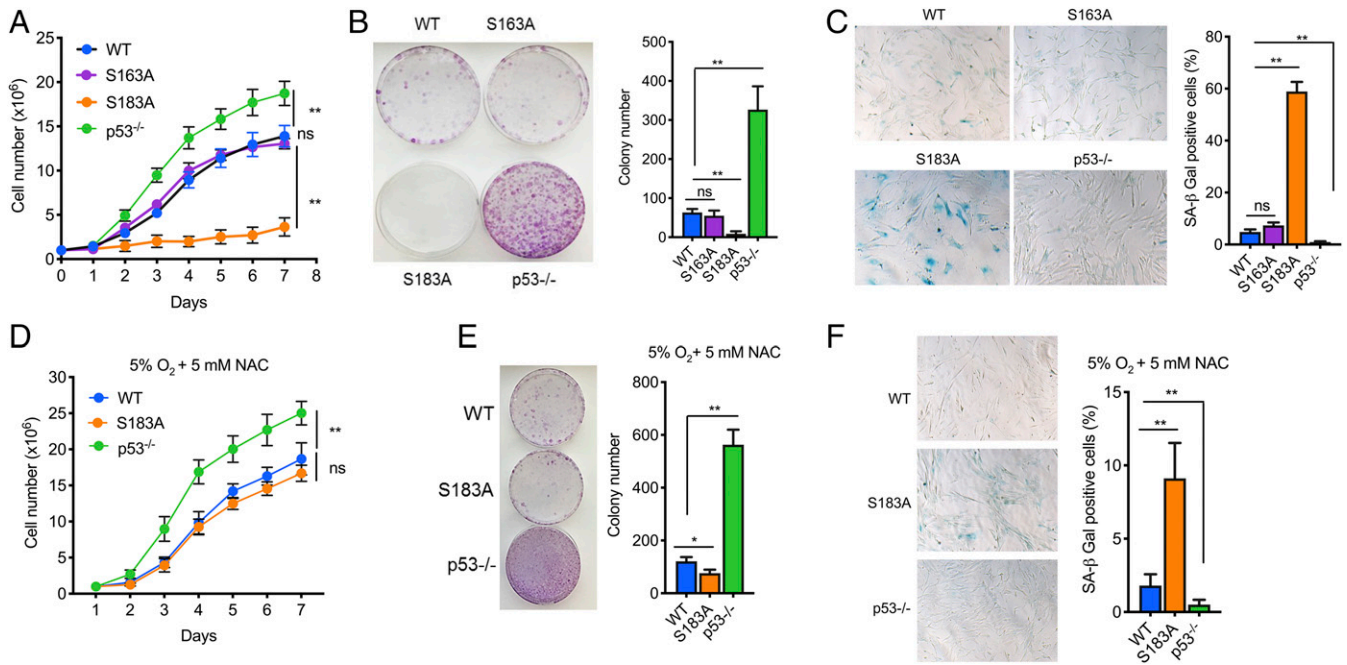 A
25
20
15
10
5
0
Cell number (x10⁶)
WT
S163A
S183A
p53⁻/⁻
**
ns
**
0 1 2 3 4 5 6 7 8
Days
B
WT S163A
S183A p53-/-
500
400
300
200
100
0
Colony number
**
**
ns
WT
S163A
S183A
p53-/-
C
WT S163A
S183A p53-/-
80
60
40
20
0
SA-β Gal positive cells (%)
**
**
ns
WT
S163A
S183A
p53-/-
D
5% O₂ + 5 mM NAC
30
25
20
15
10
5
0
Cell number (x10⁶)
WT
S183A
p53⁻/⁻
**
ns
1 2 3 4 5 6 7
Days
E
WT
S183A
p53-/-
5% O₂ + 5 mM NAC
800
600
400
200
0
Colony number
**
*
WT
S183A
p53-/-
F
WT
S183A
p53-/-
5% O₂ + 5 mM NAC
15
10
5
0
SA-β Gal positive cells (%)
**
**
WT
S183A
p53-/-